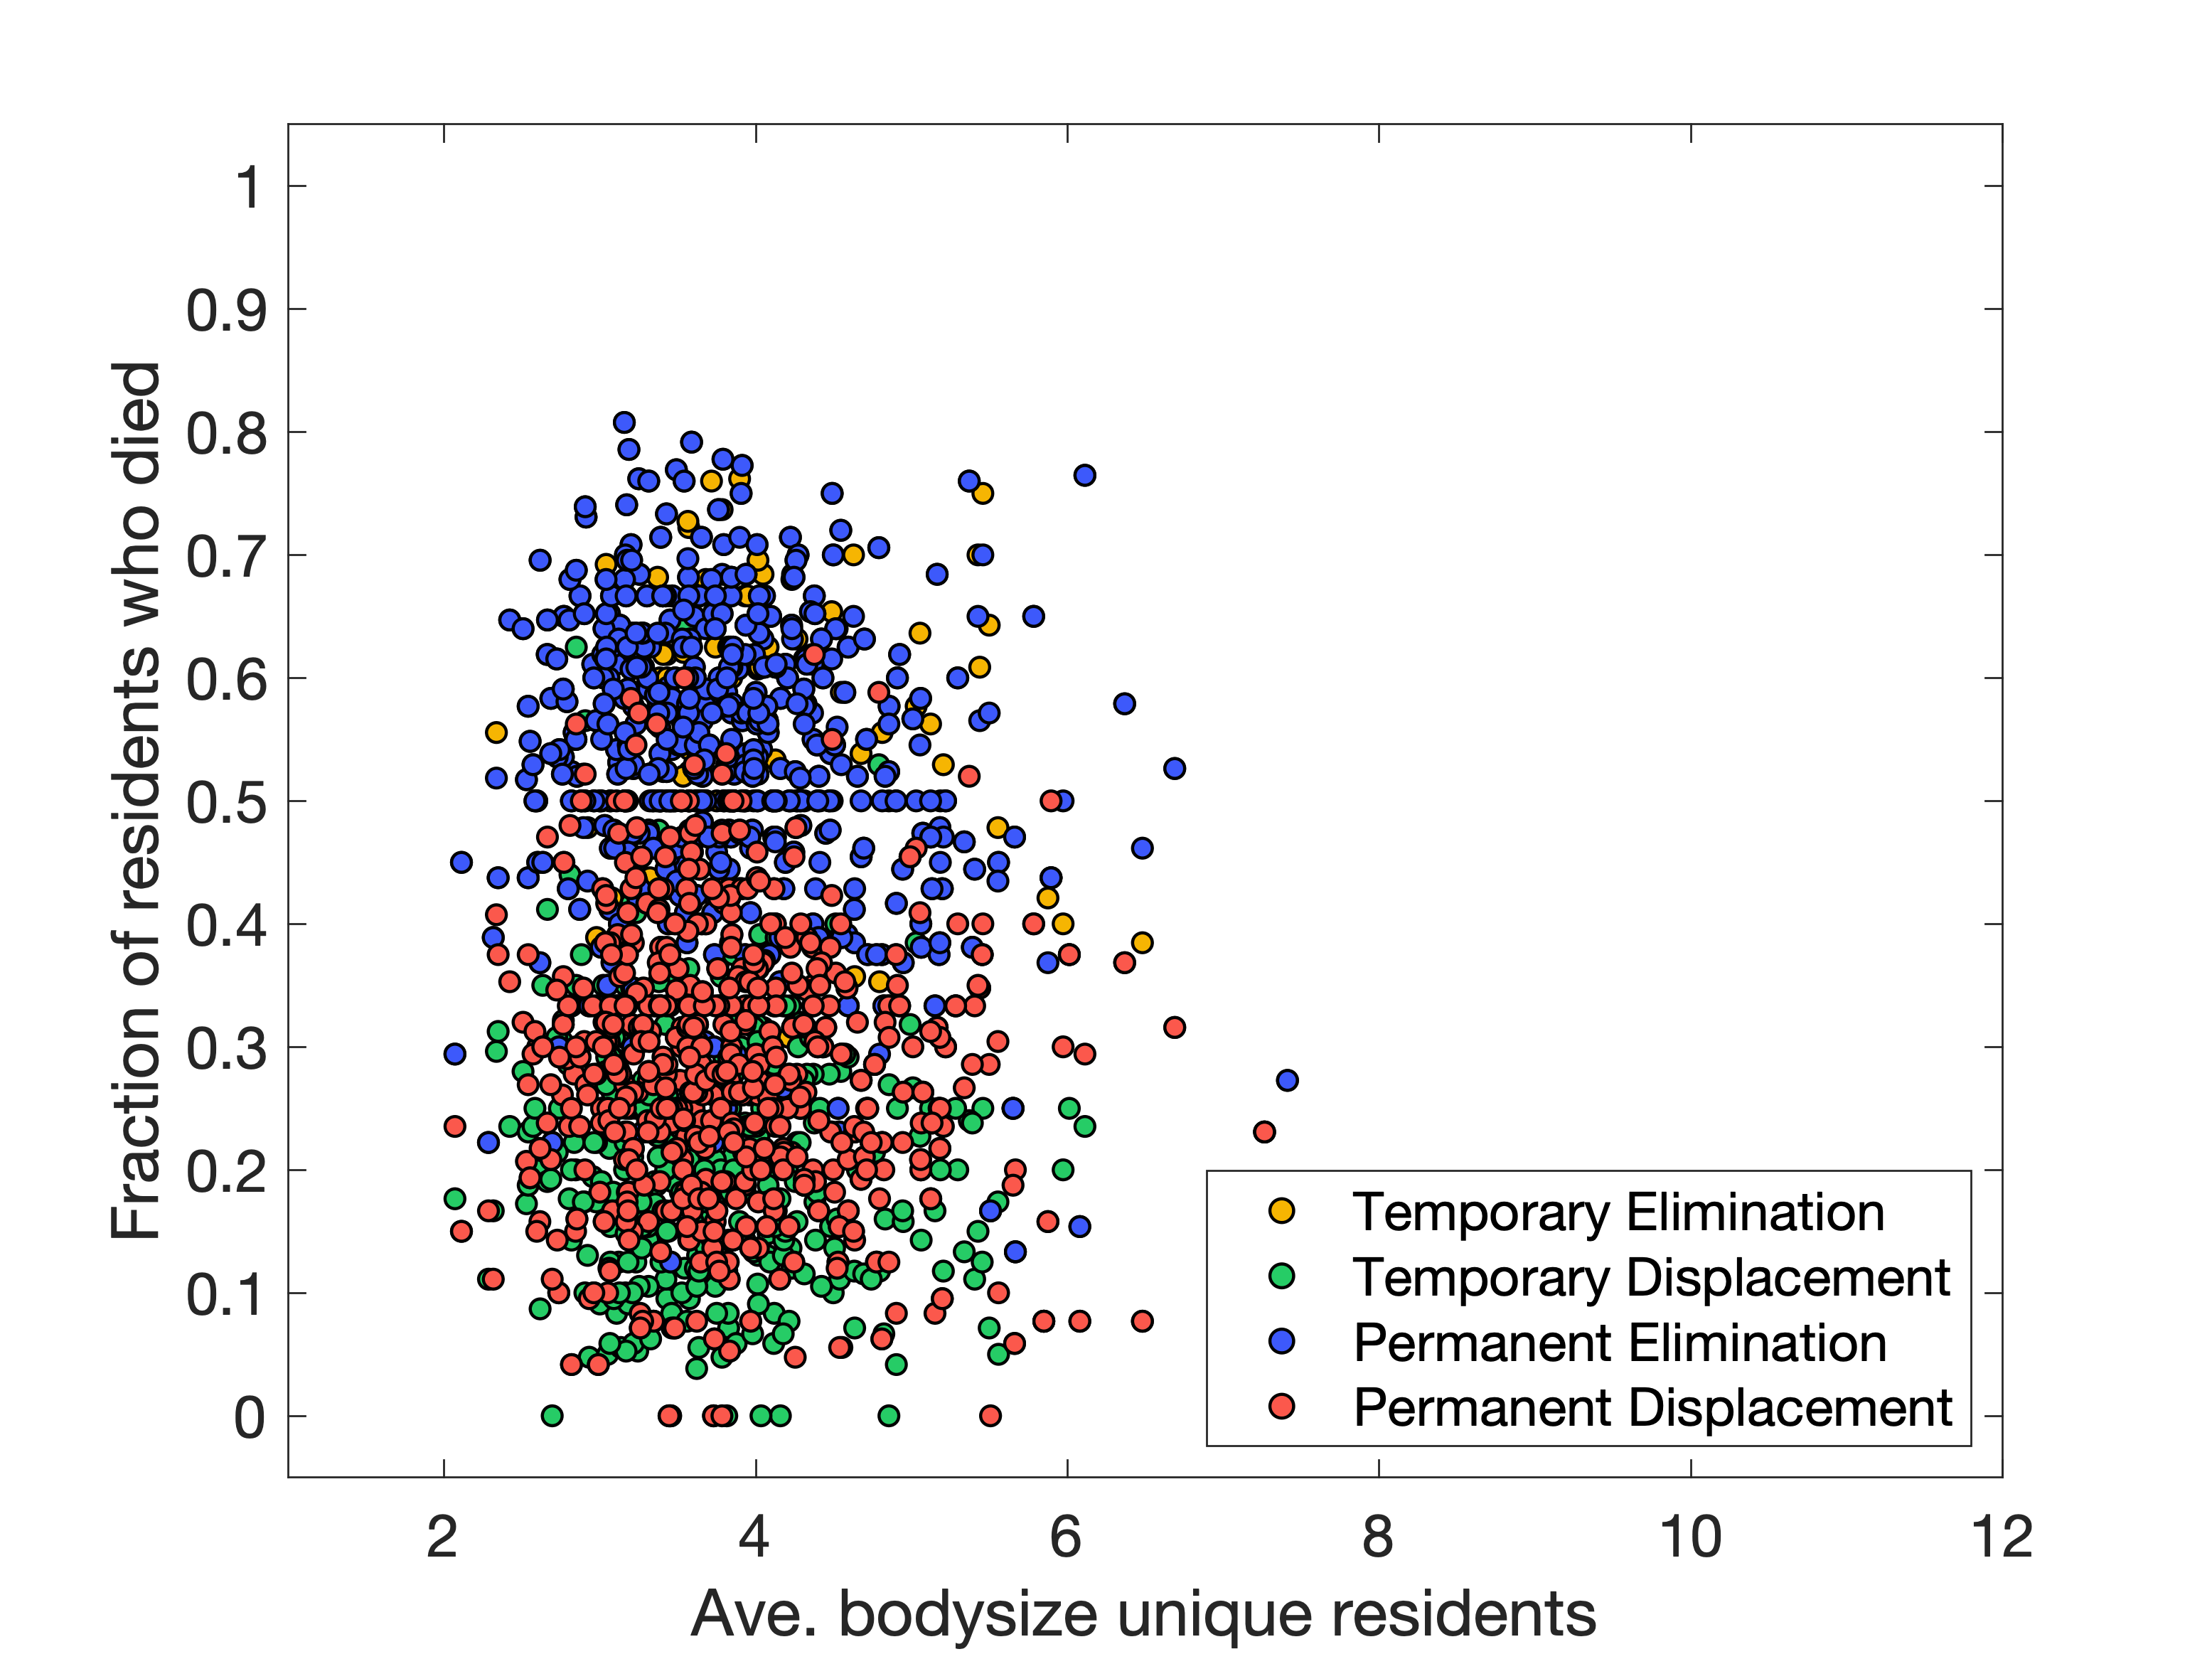 1
0.9
0.8
0.7
0.6
0.5
0.4
0.3
0.2
0.1
0
Fraction of residents who died
Temporary Elimination
Temporary Displacement
Permanent Elimination
Permanent Displacement
2 4 6 8 10 12
Ave. bodysize unique residents